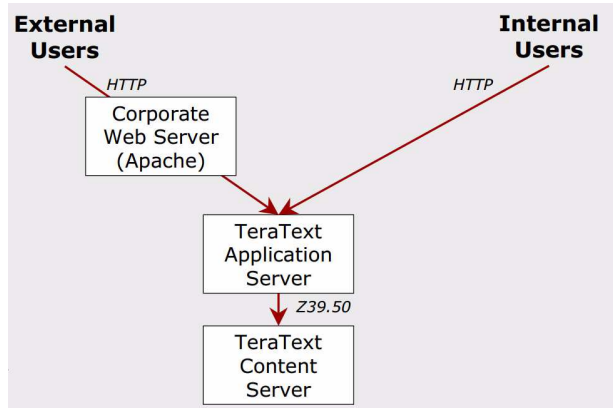 External
Users
Internal
Users
HTTP
HTTP
Corporate
Web Server
(Apache)
TeraText
Application
Server
Z39.50
TeraText
Content
Server